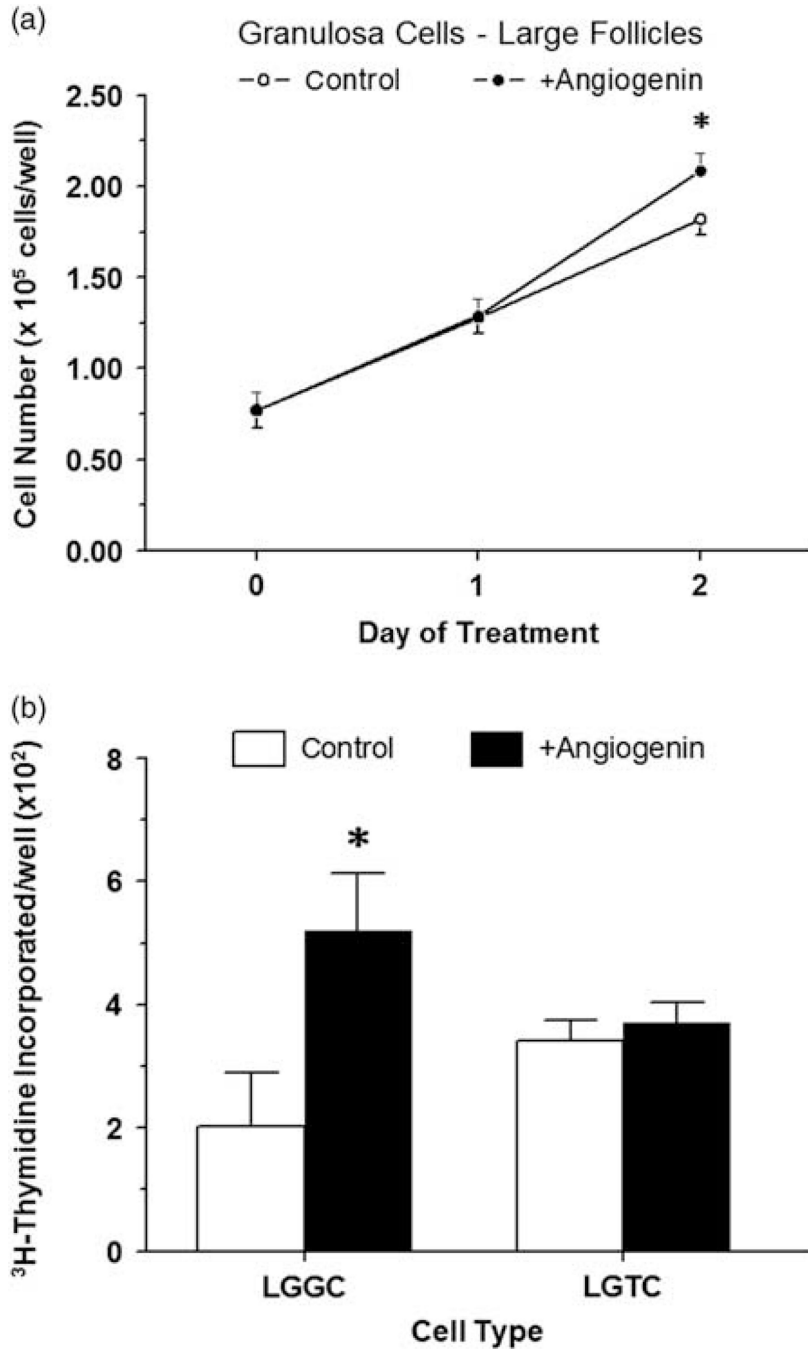 (a)
Granulosa Cells - Large Follicles
Control +Angiogenin
Cell Number (x 10⁵ cells/well)
2.50
2.00
1.50
1.00
0.50
0.00
*
0 1 2
Day of Treatment
(b)
Control +Angiogenin
³H-Thymidine Incorporated/well (x10²)
8
6
4
2
0
*
LGGC LGTC
Cell Type